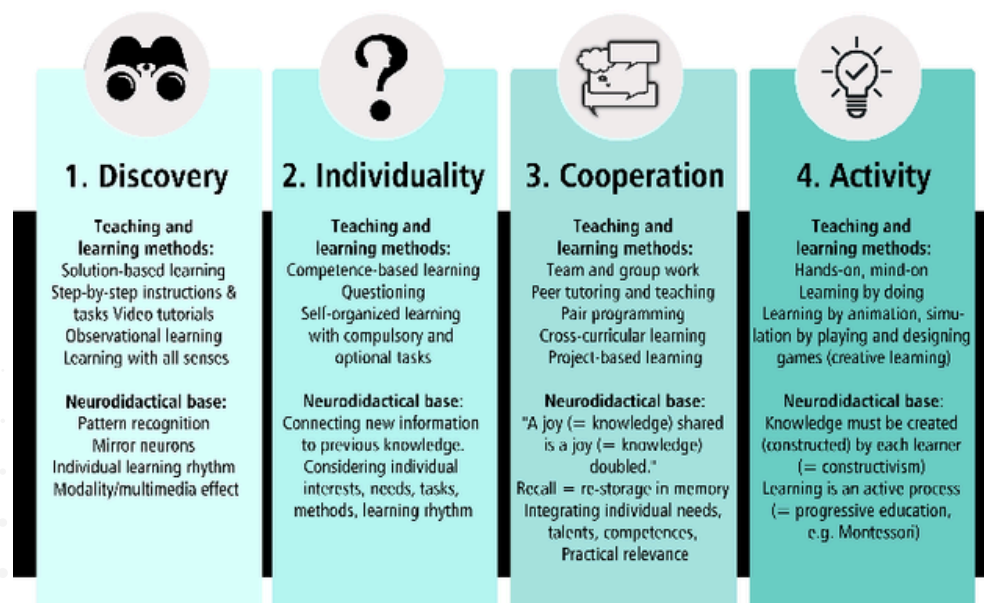 1. Discovery
Teaching and
learning methods:
Solution-based learning
Step-by-step instructions &
tasks Video tutorials
Observational learning
Learning with all senses
Neurodidactical base:
Pattern recognition
Mirror neurons
Individual learning rhythm
Modality/multimedia effect
2. Individuality
Teaching and
learning methods:
Competence-based learning
Questioning
Self-organized learning
with compulsory and
optional tasks
Neurodidactical base:
Connecting new information
to previous knowledge.
Considering individual
interests, needs, tasks,
methods, learning rhythm
3. Cooperation
Teaching and
learning methods:
Team and group work
Peer tutoring and teaching
Pair programming
Cross-curricular learning
Project-based learning
Neurodidactical base:
"A joy (= knowledge) shared
is a joy (= knowledge)
doubled."
Recall = re-storage in memory
Integrating individual needs,
talents, competences,
Practical relevance
4. Activity
Teaching and
learning methods:
Hands-on, mind-on
Learning by doing
Learning by animation, simu-
lation by playing and designing
games (creative learning)
Neurodidactical base:
Knowledge must be created
(constructed) by each learner
(= constructivism)
Learning is an active process
(= progressive education,
e.g. Montessori)